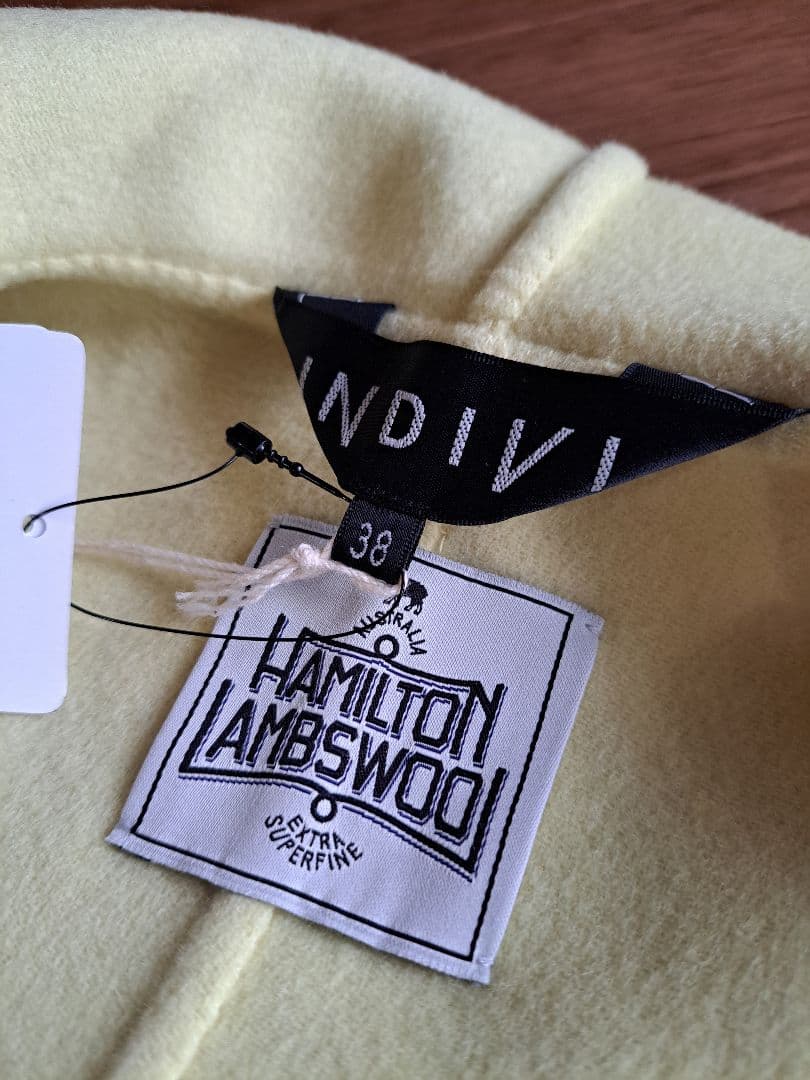 INDIVI
38
AUSTRALIA
HAMILTON
LAMBSWOOL
EXTRA
SUPERFINE